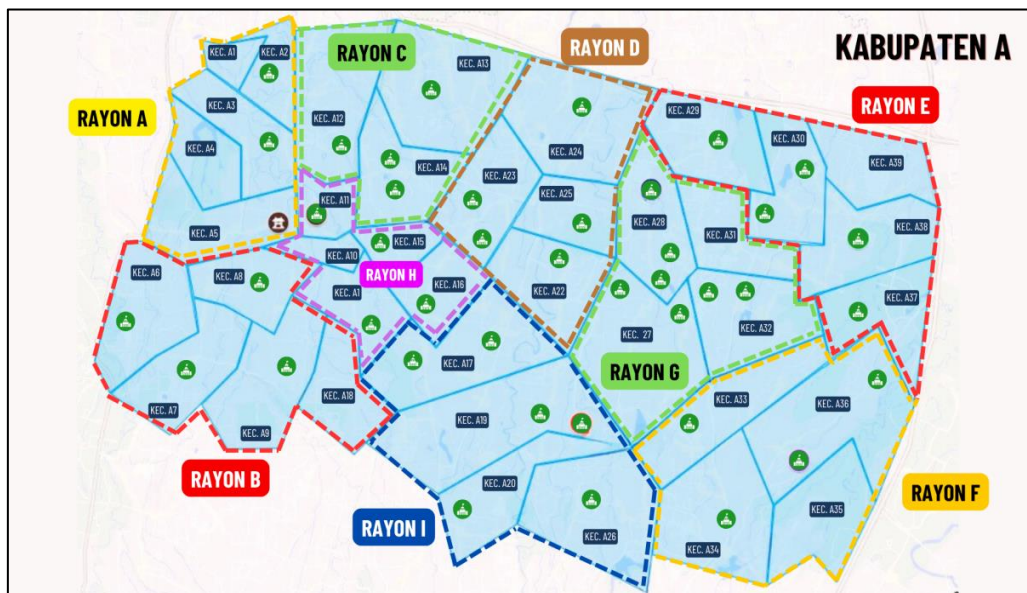 KABUPATEN A
RAYON A
KEC. A1
KEC. A2
KEC. A3
KEC. A4
KEC. A5
RAYON B
KEC. A6
KEC. A8
KEC. A7
KEC. A9
KEC. A18
RAYON C
KEC. A13
KEC. A12
KEC. A14
RAYON D
KEC. A24
KEC. A23
KEC. A25
KEC. A22
RAYON E
KEC. A29
KEC. A30
KEC. A39
KEC. A38
KEC. A37
RAYON H
KEC. A11
KEC. A10
KEC. A15
KEC. A1
KEC. A16
RAYON G
KEC. A28
KEC. A31
KEC. 27
KEC. A32
RAYON I
KEC. A17
KEC. A19
KEC. A20
KEC. A26
RAYON F
KEC. A33
KEC. A36
KEC. A35
KEC. A34